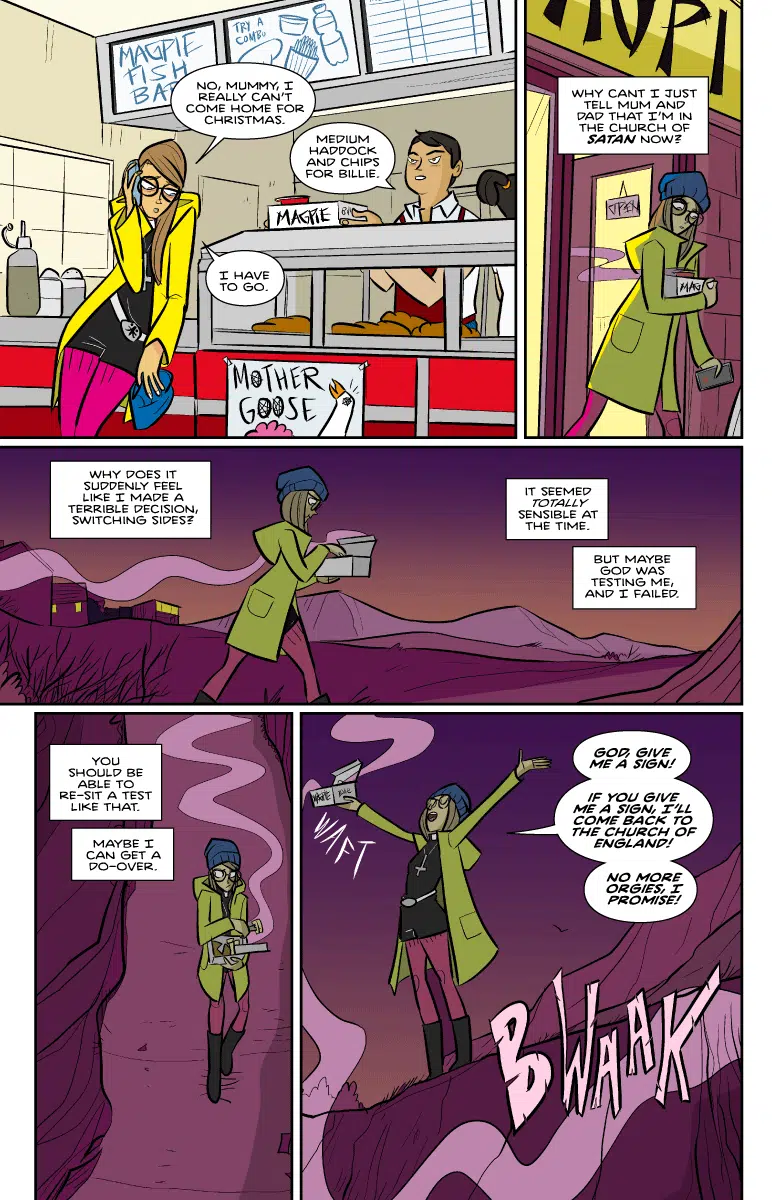 MAGPIE
FISH
BAR
TRY A
COMBO
NO, MUMMY, I
REALLY CAN'T
COME HOME FOR
CHRISTMAS.
MEDIUM
HADDOCK
AND CHIPS
FOR BILLIE.
MAGPIE
I HAVE
TO GO.
MOTHER
GOOSE
WHY CANT I JUST
TELL MUM AND
DAD THAT I'M IN
THE CHURCH OF
SATAN NOW?
OPEN
MAG
WHY DOES IT
SUDDENLY FEEL
LIKE I MADE A
TERRIBLE DECISION,
SWITCHING SIDES?
IT SEEMED
TOTALLY
SENSIBLE AT
THE TIME.
BUT MAYBE
GOD WAS
TESTING ME,
AND I FAILED.
YOU
SHOULD BE
ABLE TO
RE-SIT A TEST
LIKE THAT.
MAYBE I
CAN GET A
DO-OVER.
GOD, GIVE
ME A SIGN!
IF YOU GIVE
ME A SIGN, I'LL
COME BACK TO
THE CHURCH OF
ENGLAND!
NO MORE
ORGIES, I
PROMISE!
MAGPIE
WAFT
BWAAK